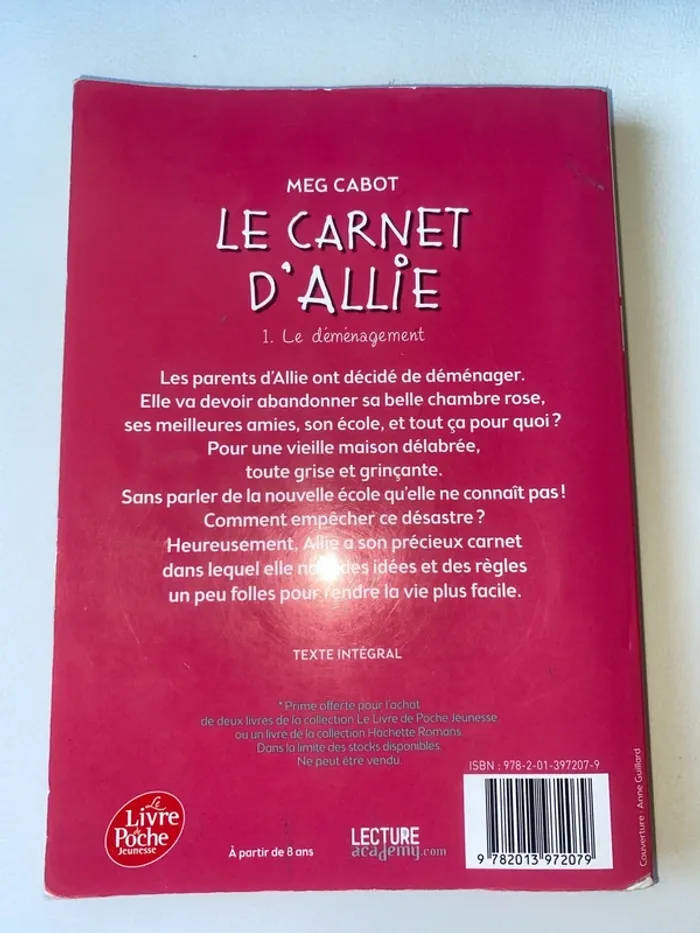 MEG CABOT
LE CARNET
D'ALLIE
1. Le déménagement
Les parents d'Allie ont décidé de déménager.
Elle va devoir abandonner sa belle chambre rose,
ses meilleures amies, son école, et tout ça pour quoi ?
Pour une vieille maison délabrée,
toute grise et grinçante.
Sans parler de la nouvelle école qu'elle ne connaît pas !
Comment empêcher ce désastre ?
Heureusement, Allie a son précieux carnet
dans lequel elle des idées et des règles
un peu folles pour rendre la vie plus facile.
TEXTE INTÉGRAL
*Prime offerte pour l'achat
de deux livres de la collection Le Livre de Poche Jeunesse
ou un livre de la collection Hachette Romans.
Dans la limite des stocks disponibles.
Ne peut être vendu.
ISBN : 978-2-01-397207-9
Le
Livre
de
Poche
Jeunesse
À partir de 8 ans
LECTURE
academy.com
9 782013 972079
Couverture : Anne Guillard